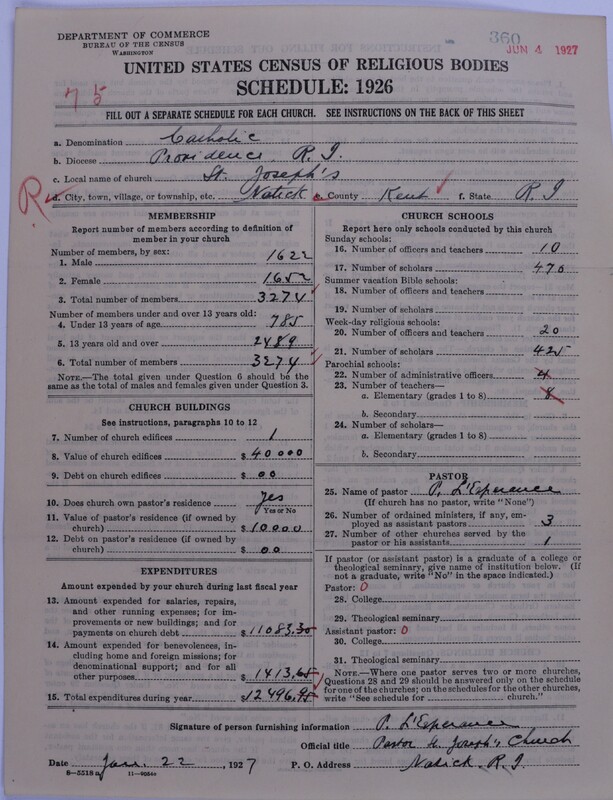 DEPARTMENT OF COMMERCE
BUREAU OF THE CENSUS
WASHINGTON
360
JUN 4 1927
UNITED STATES CENSUS OF RELIGIOUS BODIES
SCHEDULE: 1926
75
FILL OUT A SEPARATE SCHEDULE FOR EACH CHURCH. SEE INSTRUCTIONS ON THE BACK OF THIS SHEET
a. Denomination Catholic
b. Diocese Providence, R.I.
c. Local name of church St. Joseph's
R
d. City, town, village, or township, etc. Natick e. County Kent f. State R.I
MEMBERSHIP
Report number of members according to definition of
member in your church
Number of members, by sex:
1. Male 1622
2. Female 1652
3. Total number of members 3274
Number of members under and over 13 years old:
4. Under 13 years of age 785
5. 13 years old and over 2489
6. Total number of members 3274
NOTE.—The total given under Question 6 should be the
same as the total of males and females given under Question 3.
CHURCH BUILDINGS
See instructions, paragraphs 10 to 12
7. Number of church edifices 1
8. Value of church edifices $40000
9. Debt on church edifices $00
10. Does church own pastor's residence yes
Yes or No
11. Value of pastor's residence (if owned by
church) $10000
12. Debt on pastor's residence (if owned by
church) $00
EXPENDITURES
Amount expended by your church during last fiscal year
13. Amount expended for salaries, repairs,
and other running expenses; for im-
provements or new buildings; and for
payments on church debt $11083.30
14. Amount expended for benevolences, in-
cluding home and foreign missions; for
denominational support; and for all
other purposes $1413.65
15. Total expenditures during year $12496.95
CHURCH SCHOOLS
Report here only schools conducted by this church
Sunday schools:
16. Number of officers and teachers 10
17. Number of scholars 470
Summer vacation Bible schools:
18. Number of officers and teachers
19. Number of scholars
Week-day religious schools:
20. Number of officers and teachers 20
21. Number of scholars 425
Parochial schools:
22. Number of administrative officers 4
23. Number of teachers—
a. Elementary (grades 1 to 8) 8
b. Secondary
24. Number of scholars—
a. Elementary (grades 1 to 8)
b. Secondary
PASTOR
25. Name of pastor P. L'Esperance
(If church has no pastor, write "None")
26. Number of ordained ministers, if any, em-
ployed as assistant pastors 3
27. Number of other churches served by the
pastor or his assistants 1
If pastor (or assistant pastor) is a graduate of a college or
theological seminary, give name of institution below. (If
not a graduate, write "No" in the space indicated.)
Pastor: 0
28. College
29. Theological seminary
Assistant pastor: 0
30. College
31. Theological seminary
NOTE.—Where one pastor serves two or more churches,
Questions 28 and 29 should be answered only on the schedule
for one of the churches; on the schedules for the other churches,
write "See schedule for church."
Signature of person furnishing information P. L'Esperance
Official title Pastor St. Joseph's Church
Date Jan. 22, 1927 P. O. Address Natick R.I
8—5518a 11—9064